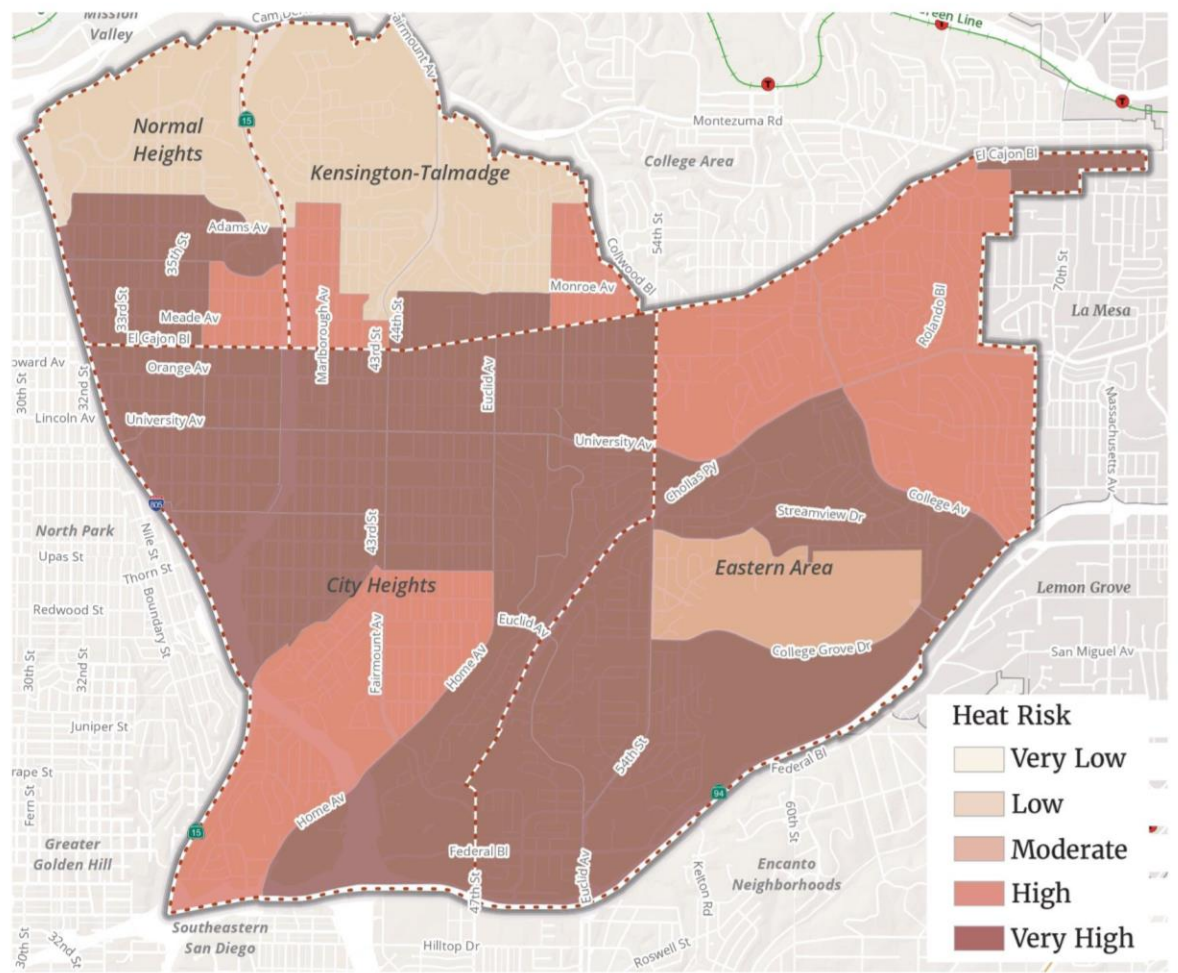 Mission
Valley
Fairmount Av
Green Line
Montezuma Rd
College Area
El Cajon Bl
Normal
Heights
15
Kensington-Talmadge
Adams Av
35th St
33rd St
Meade Av
El Cajon Bl
Marlborough Av
43rd St
44th St
Monroe Av
Collwood Bl
54th St
70th St
Rolando Bl
La Mesa
30th St
32nd St
Orange Av
Lincoln Av
University Av
Euclid Av
University Av
Massachusetts Av
Chollas Py
College Av
Streamview Dr
805
North Park
Upas St
Nile St
Thorn St
Boundary St
43rd St
City Heights
Eastern Area
Lemon Grove
Redwood St
Euclid Av
Fairmount Av
Home Av
College Grove Dr
San Miguel Av
30th St
32nd St
Juniper St
54th St
Federal Bl
94
Fern St
Home Av
60th St
15
Greater
Golden Hill
Federal Bl
Euclid Av
47th St
Kelton Rd
Encanto
Neighborhoods
Southeastern
San Diego
30th St
32nd St
Hilltop Dr
Roswell St
Heat Risk
Very Low
Low
Moderate
High
Very High